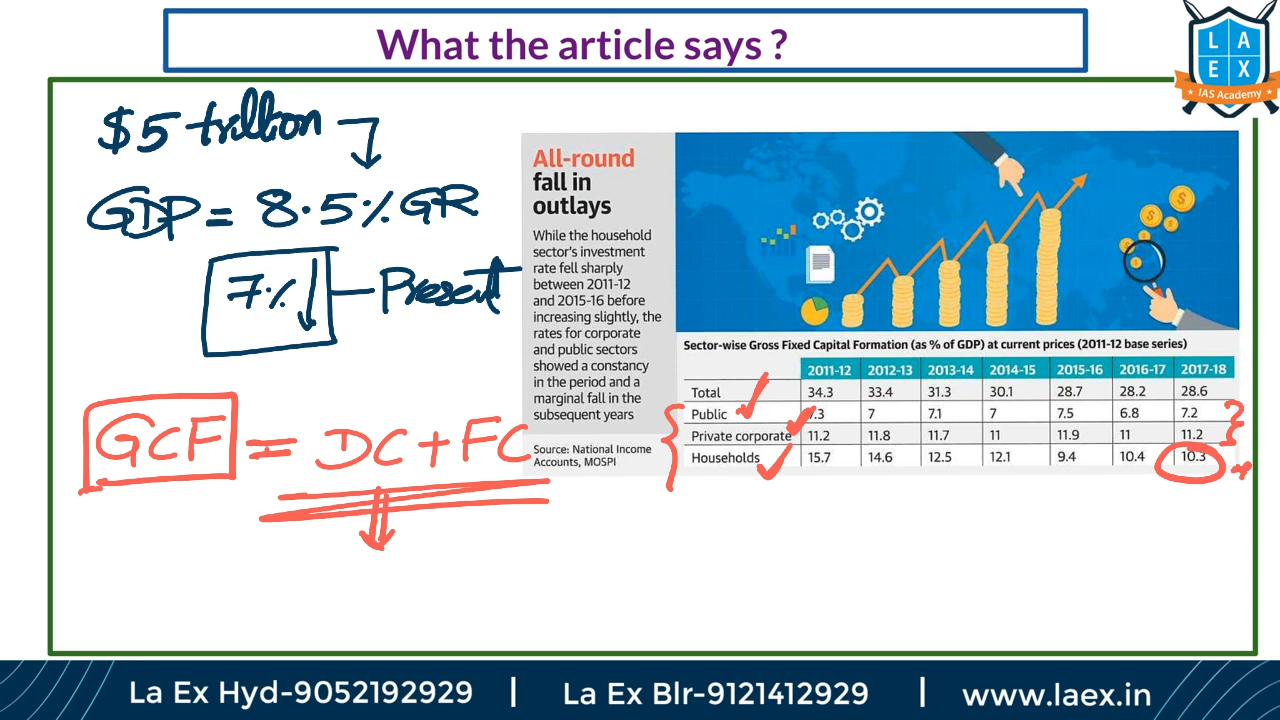 What the article says ?
L A
E X
IAS Academy
$5 trillion
GDP = 8.5% GR
7% Present
GCF = DC + FC
All-round
fall in
outlays
While the household
sector's investment
rate fell sharply
between 2011-12
and 2015-16 before
increasing slightly, the
rates for corporate
and public sectors
showed a constancy
in the period and a
marginal fall in the
subsequent years
Source: National Income
Accounts, MOSPI
Sector-wise Gross Fixed Capital Formation (as % of GDP) at current prices (2011-12 base series)
2011-12 2012-13 2013-14 2014-15 2015-16 2016-17 2017-18
Total 34.3 33.4 31.3 30.1 28.7 28.2 28.6
Public 7.3 7 7.1 7 7.5 6.8 7.2
Private corporate 11.2 11.8 11.7 11 11.9 11 11.2
Households 15.7 14.6 12.5 12.1 9.4 10.4 10.3
La Ex Hyd-9052192929 | La Ex Blr-9121412929 | www.laex.in